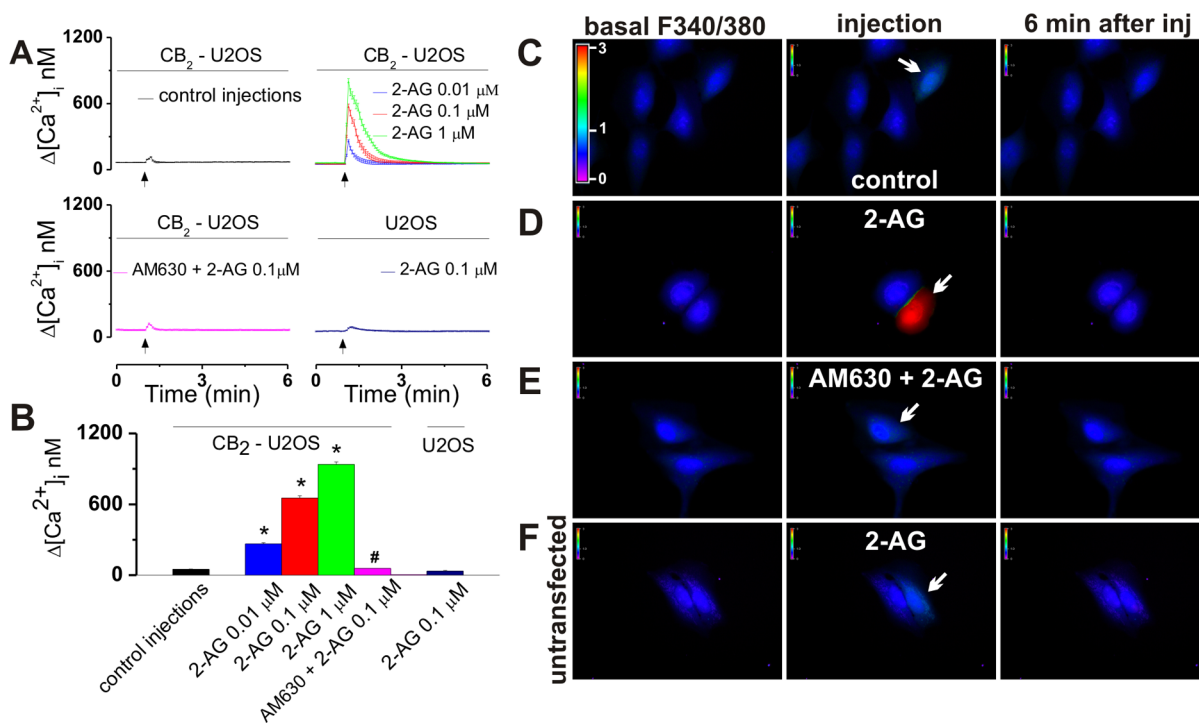 A
1200
600
0
Δ[Ca²⁺]ᵢ nM
CB₂ - U2OS
control injections
CB₂ - U2OS
2-AG 0.01 μM
2-AG 0.1 μM
2-AG 1 μM
1200
600
0
Δ[Ca²⁺]ᵢ nM
CB₂ - U2OS
AM630 + 2-AG 0.1μM
U2OS
2-AG 0.1 μM
0 3 6
0 3 6
Time (min) Time (min)
B
1200
600
0
Δ[Ca²⁺]ᵢ nM
CB₂ - U2OS
U2OS
* * * #
control injections
2-AG 0.01 μM
2-AG 0.1 μM
2-AG 1 μM
AM630 + 2-AG 0.1 μM
2-AG 0.1 μM
basal F340/380 injection 6 min after inj
C
3
1
0
control
D
2-AG
E
AM630 + 2-AG
F
untransfected
2-AG